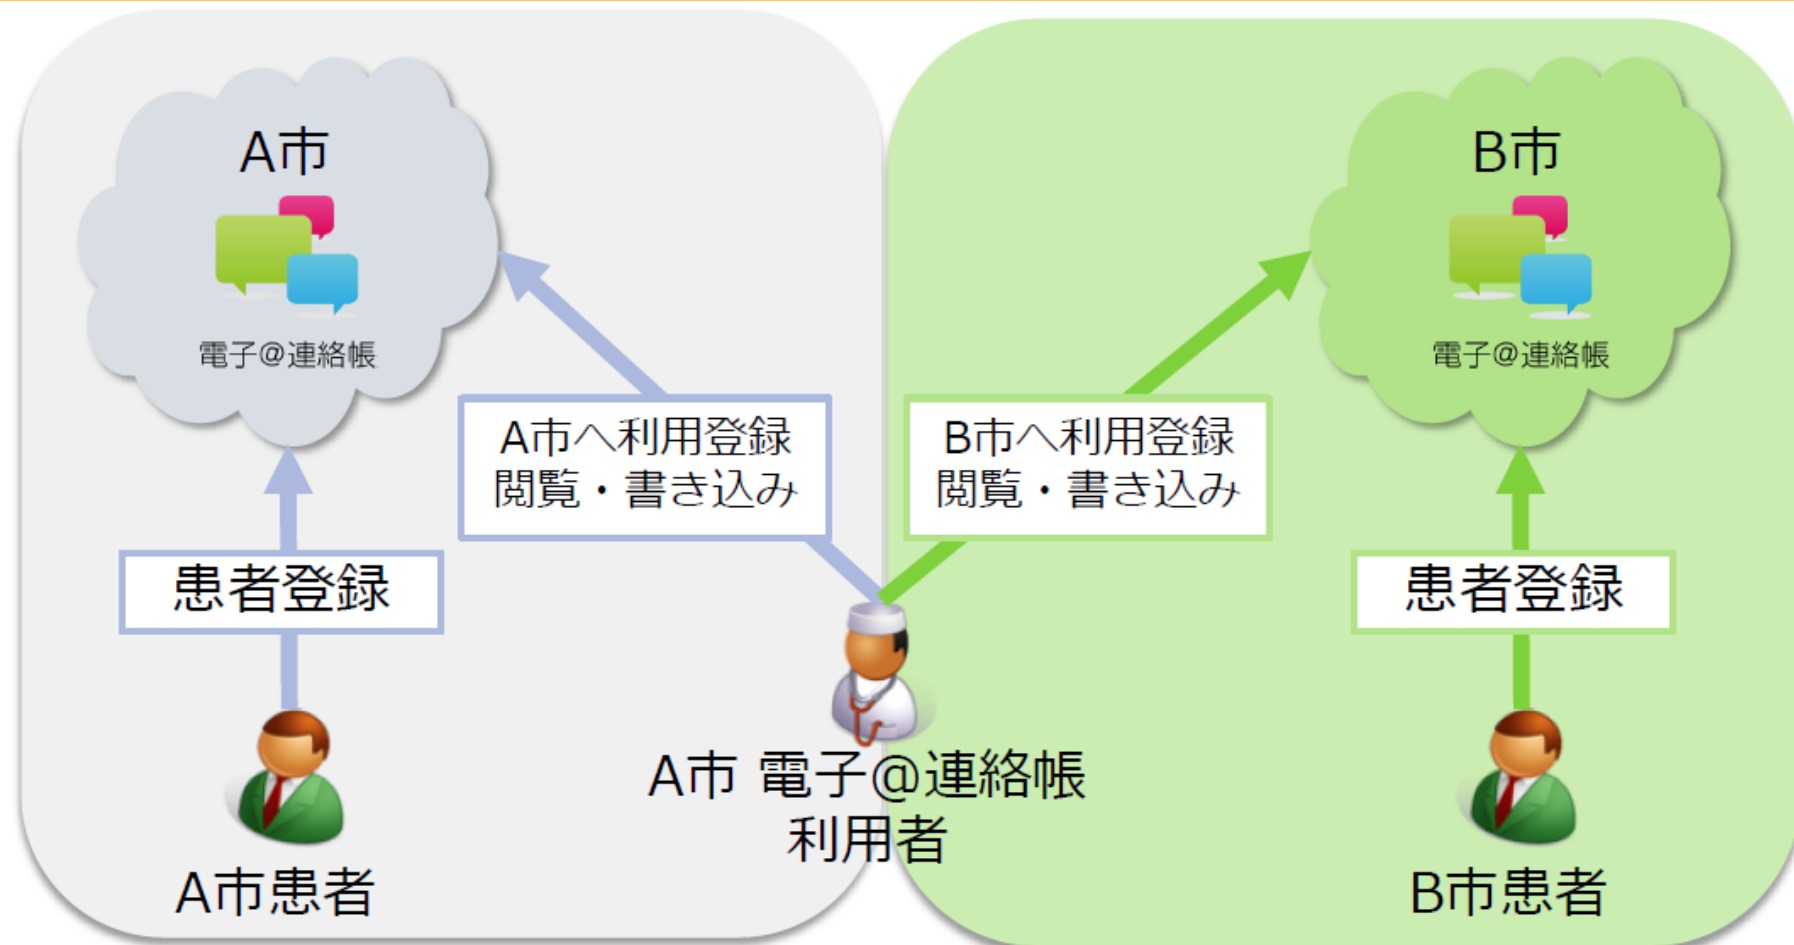 A市
電子@連絡帳
B市
電子@連絡帳
A市へ利用登録
閲覧・書き込み
B市へ利用登録
閲覧・書き込み
患者登録
患者登録
A市 電子@連絡帳
利用者
A市患者
B市患者